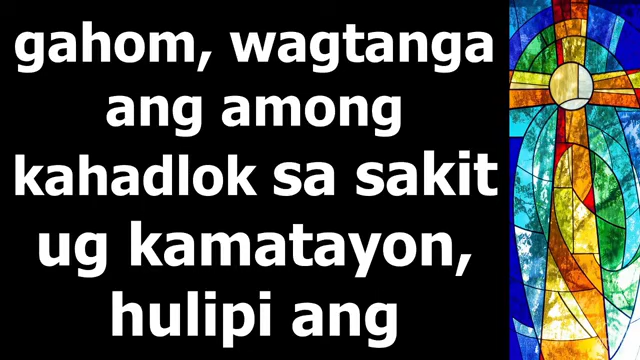 gahom, wagtanga
ang among
kahadlok sa sakit
ug kamatayon,
hulipi ang